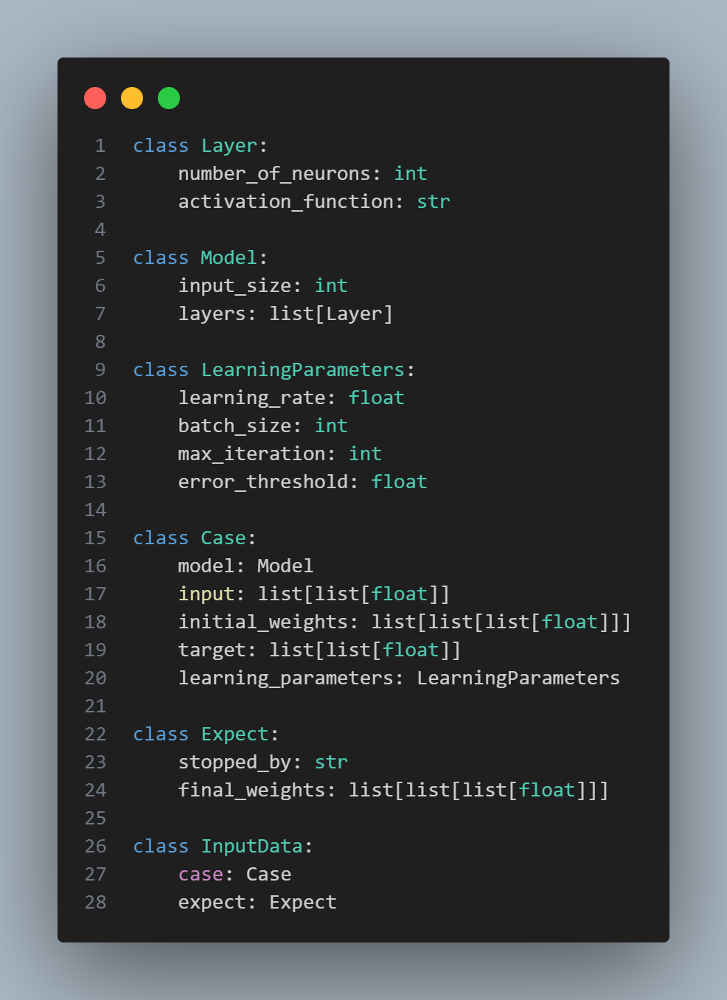 1 class Layer:
2     number_of_neurons: int
3     activation_function: str
4
5 class Model:
6     input_size: int
7     layers: list[Layer]
8
9 class LearningParameters:
10     learning_rate: float
11     batch_size: int
12     max_iteration: int
13     error_threshold: float
14
15 class Case:
16     model: Model
17     input: list[list[float]]
18     initial_weights: list[list[list[float]]]
19     target: list[list[float]]
20     learning_parameters: LearningParameters
21
22 class Expect:
23     stopped_by: str
24     final_weights: list[list[list[float]]]
25
26 class InputData:
27     case: Case
28     expect: Expect